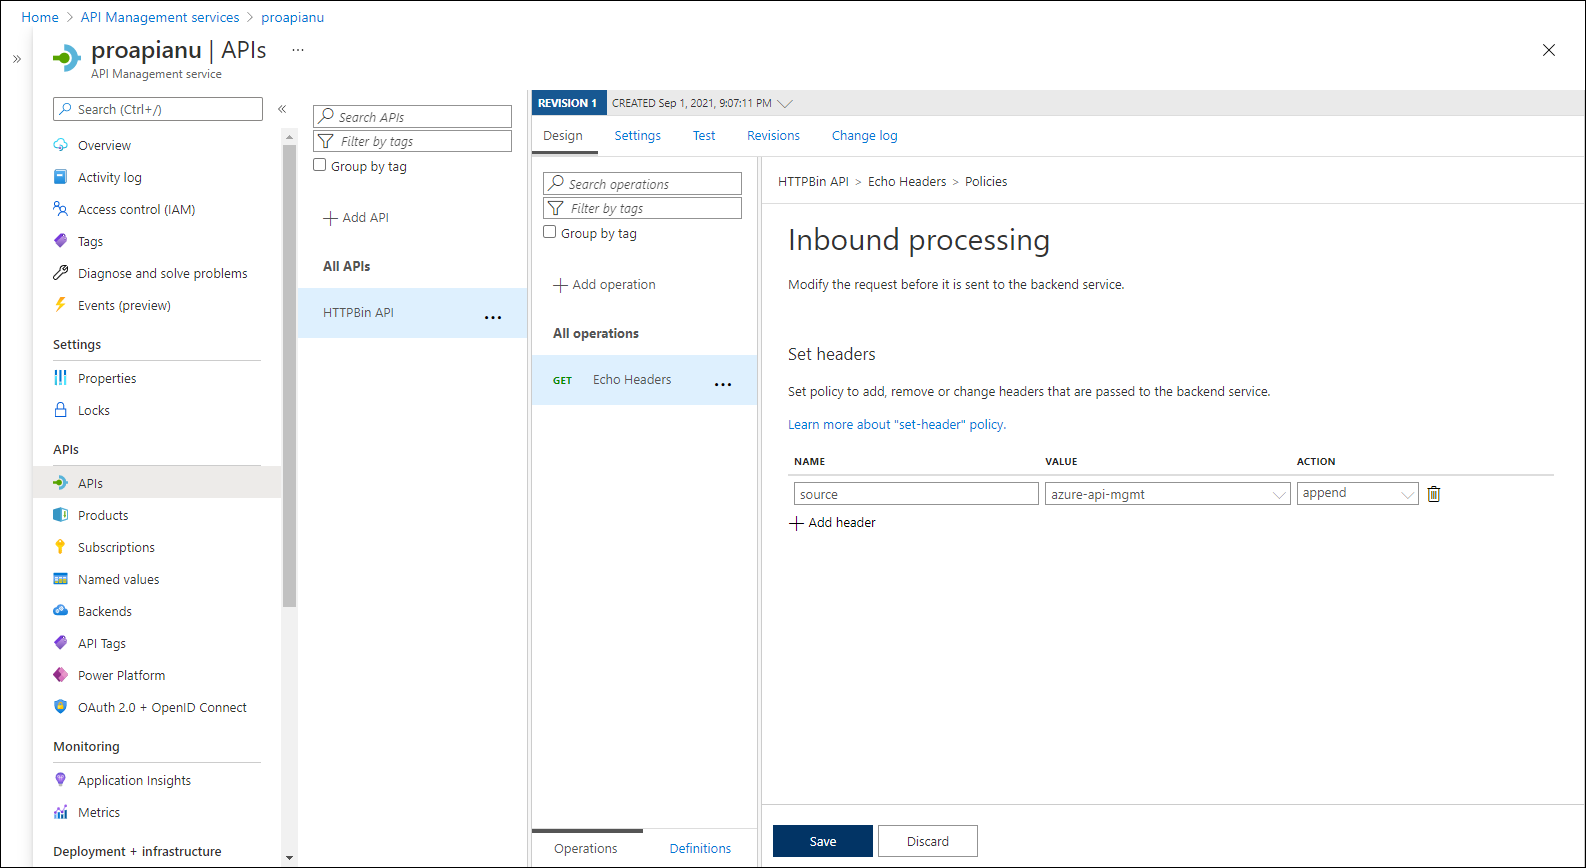 Home > API Management services > proapianu
»
proapianu | APIs ...
API Management service
Search (Ctrl+/)
«
Overview
Activity log
Access control (IAM)
Tags
Diagnose and solve problems
Events (preview)
Settings
Properties
Locks
APIs
APIs
Products
Subscriptions
Named values
Backends
API Tags
Power Platform
OAuth 2.0 + OpenID Connect
Monitoring
Application Insights
Metrics
Deployment + infrastructure
Search APIs
Filter by tags
Group by tag
+ Add API
All APIs
HTTPBin API ...
REVISION 1 CREATED Sep 1, 2021, 9:07:11 PM
Design Settings Test Revisions Change log
Search operations
Filter by tags
Group by tag
+ Add operation
All operations
GET Echo Headers ...
Operations Definitions
HTTPBin API > Echo Headers > Policies
Inbound processing
Modify the request before it is sent to the backend service.
Set headers
Set policy to add, remove or change headers that are passed to the backend service.
Learn more about "set-header" policy.
NAME VALUE ACTION
source azure-api-mgmt append
+ Add header
Save Discard